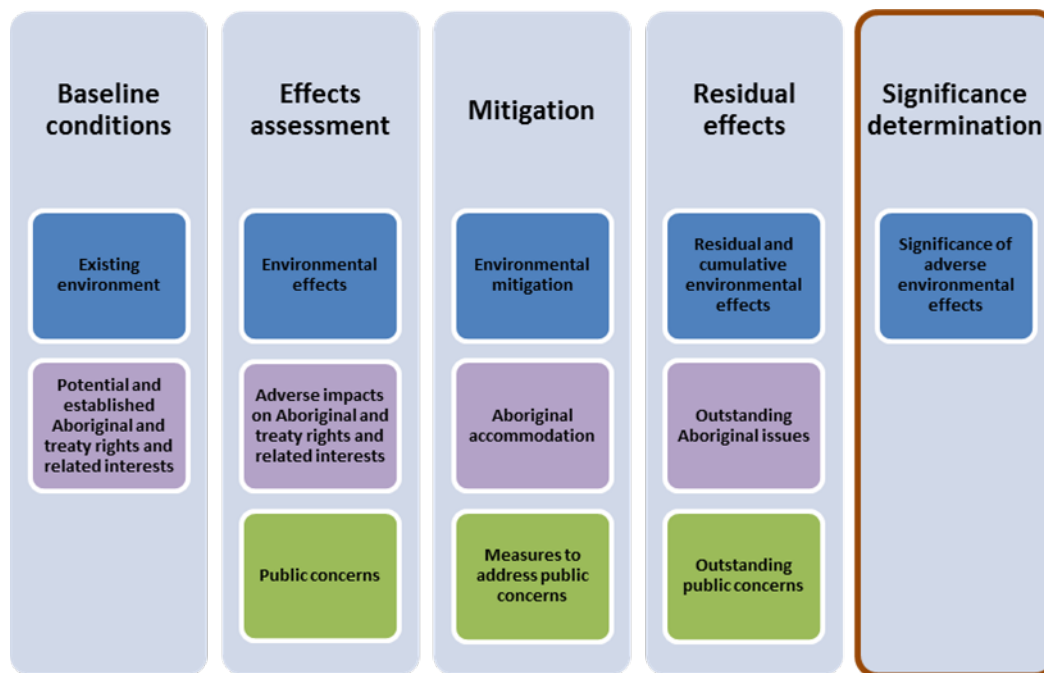 Baseline
conditions
Existing
environment
Potential and
established
Aboriginal and
treaty rights and
related interests
Effects
assessment
Environmental
effects
Adverse impacts
on Aboriginal and
treaty rights and
related interests
Public concerns
Mitigation
Environmental
mitigation
Aboriginal
accommodation
Measures to
address public
concerns
Residual
effects
Residual and
cumulative
environmental
effects
Outstanding
Aboriginal issues
Outstanding
public concerns
Significance
determination
Significance of
adverse
environmental
effects